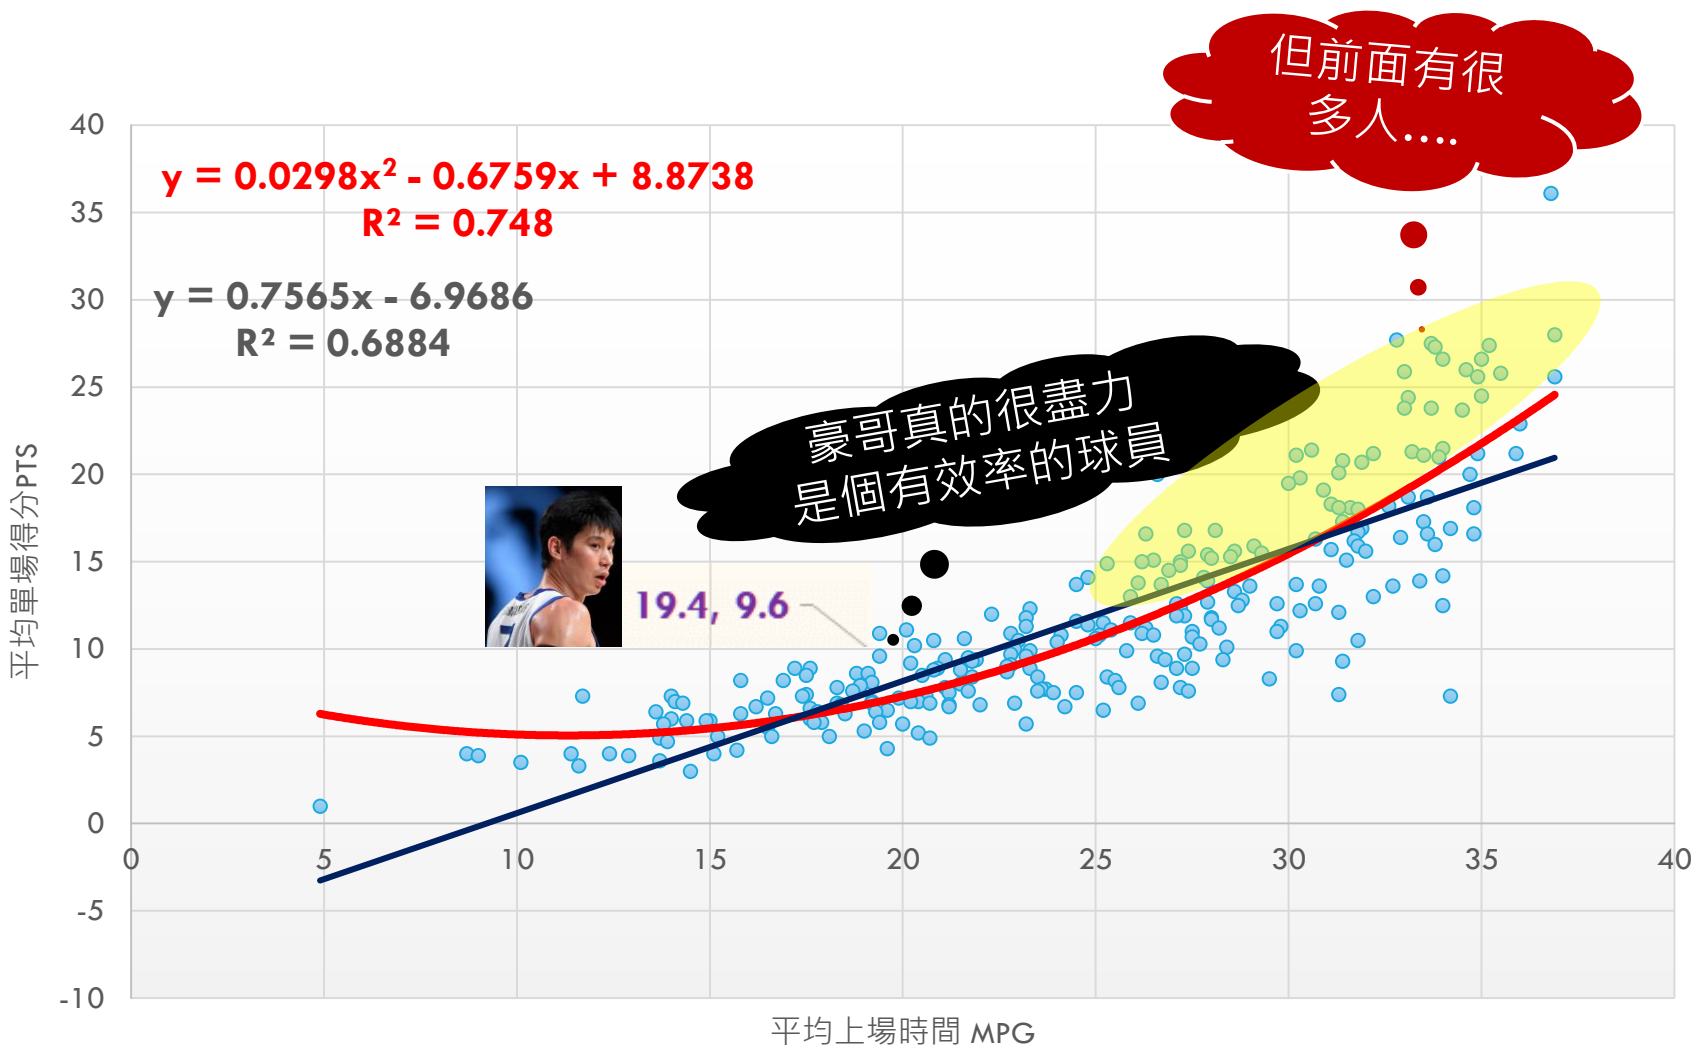 但前面有很
多人....
40
35
30
25
20
15
10
5
0
-5
-10
y = 0.0298x² - 0.6759x + 8.8738
R² = 0.748
y = 0.7565x - 6.9686
R² = 0.6884
豪哥真的很盡力
是個有效率的球員
7
19.4, 9.6
平均單場得分PTS
0 5 10 15 20 25 30 35 40
平均上場時間 MPG